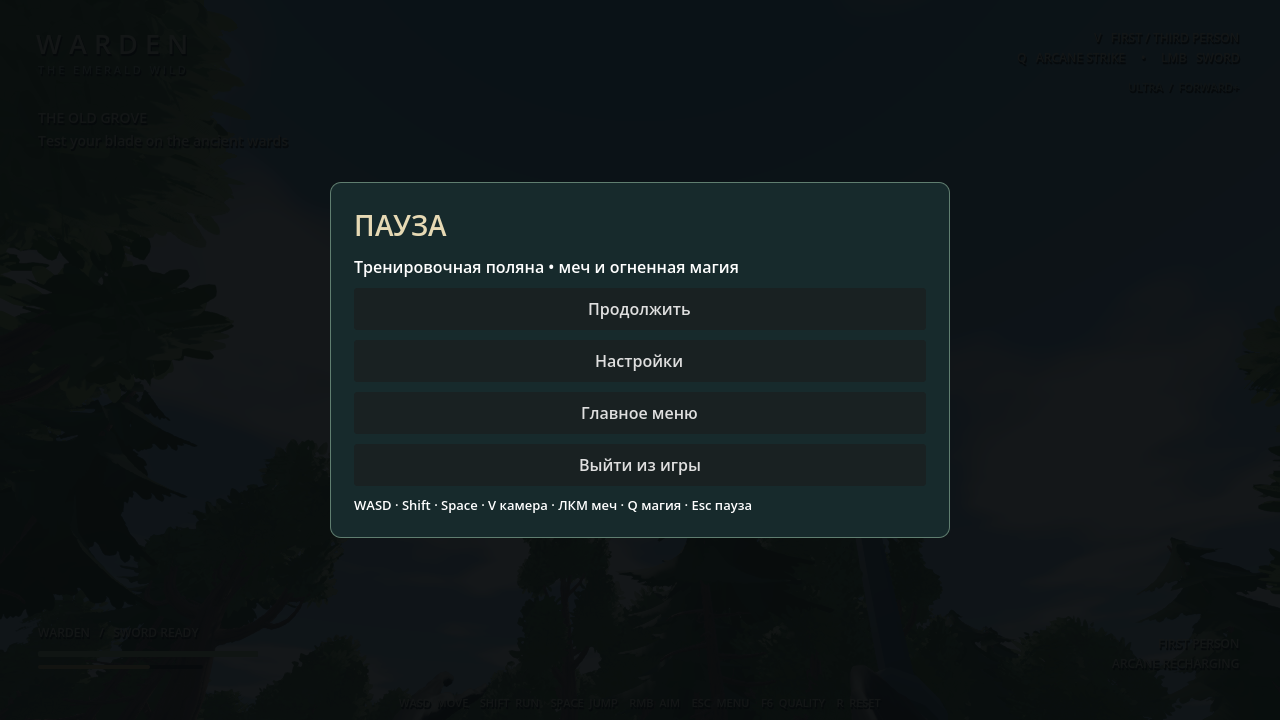 WARDEN
THE EMERALD WILD
V FIRST / THIRD PERSON
Q ARCANE STRIKE • LMB SWORD
ULTRA / FORWARD+
THE OLD GROVE
Test your blade on the ancient wards
ПАУЗА
Тренировочная поляна • меч и огненная магия
Продолжить
Настройки
Главное меню
Выйти из игры
WASD · Shift · Space · V камера · ЛКМ меч · Q магия · Esc пауза
WARDEN / SWORD READY
FIRST PERSON
ARCANE RECHARGING
WASD MOVE SHIFT RUN SPACE JUMP RMB AIM ESC MENU F6 QUALITY R RESET